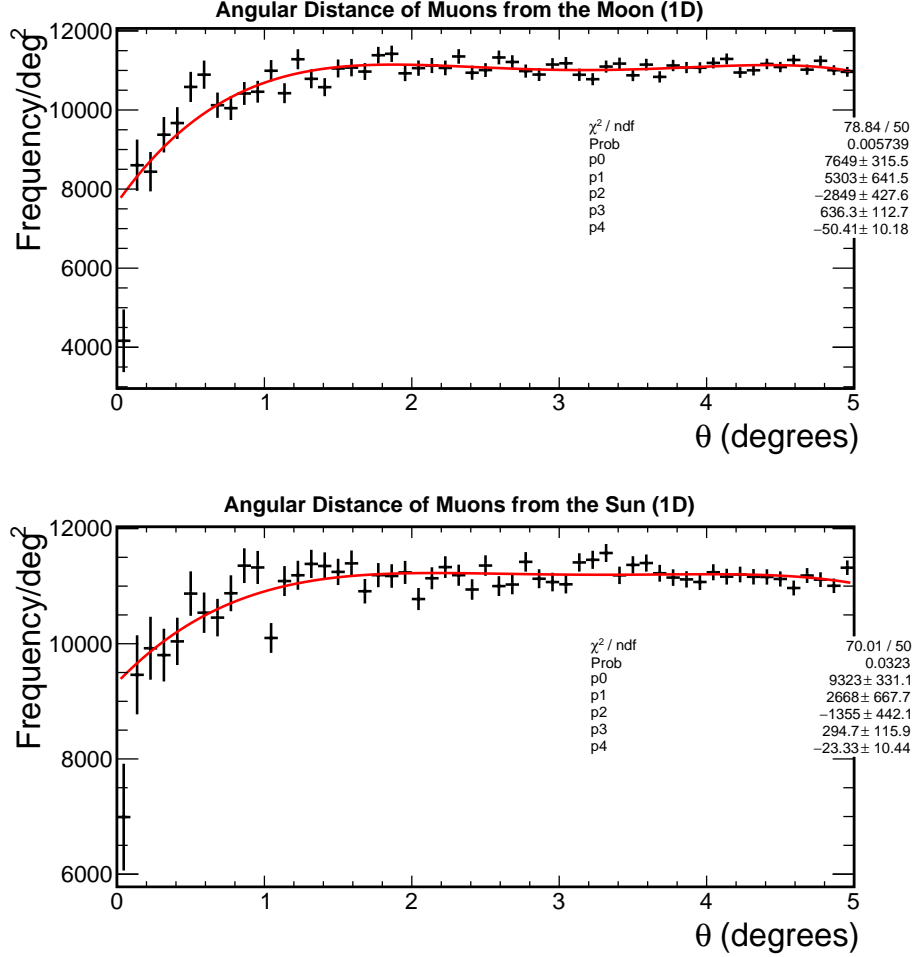 Angular Distance of Muons from the Moon (1D)
Frequency/deg²
12000
10000
8000
6000
4000
χ² / ndf 78.84 / 50
Prob 0.005739
p0 7649 ± 315.5
p1 5303 ± 641.5
p2 −2849 ± 427.6
p3 636.3 ± 112.7
p4 −50.41 ± 10.18
0 1 2 3 4 5
θ (degrees)
Angular Distance of Muons from the Sun (1D)
Frequency/deg²
12000
10000
8000
6000
χ² / ndf 70.01 / 50
Prob 0.0323
p0 9323 ± 331.1
p1 2668 ± 667.7
p2 −1355 ± 442.1
p3 294.7 ± 115.9
p4 −23.33 ± 10.44
0 1 2 3 4 5
θ (degrees)